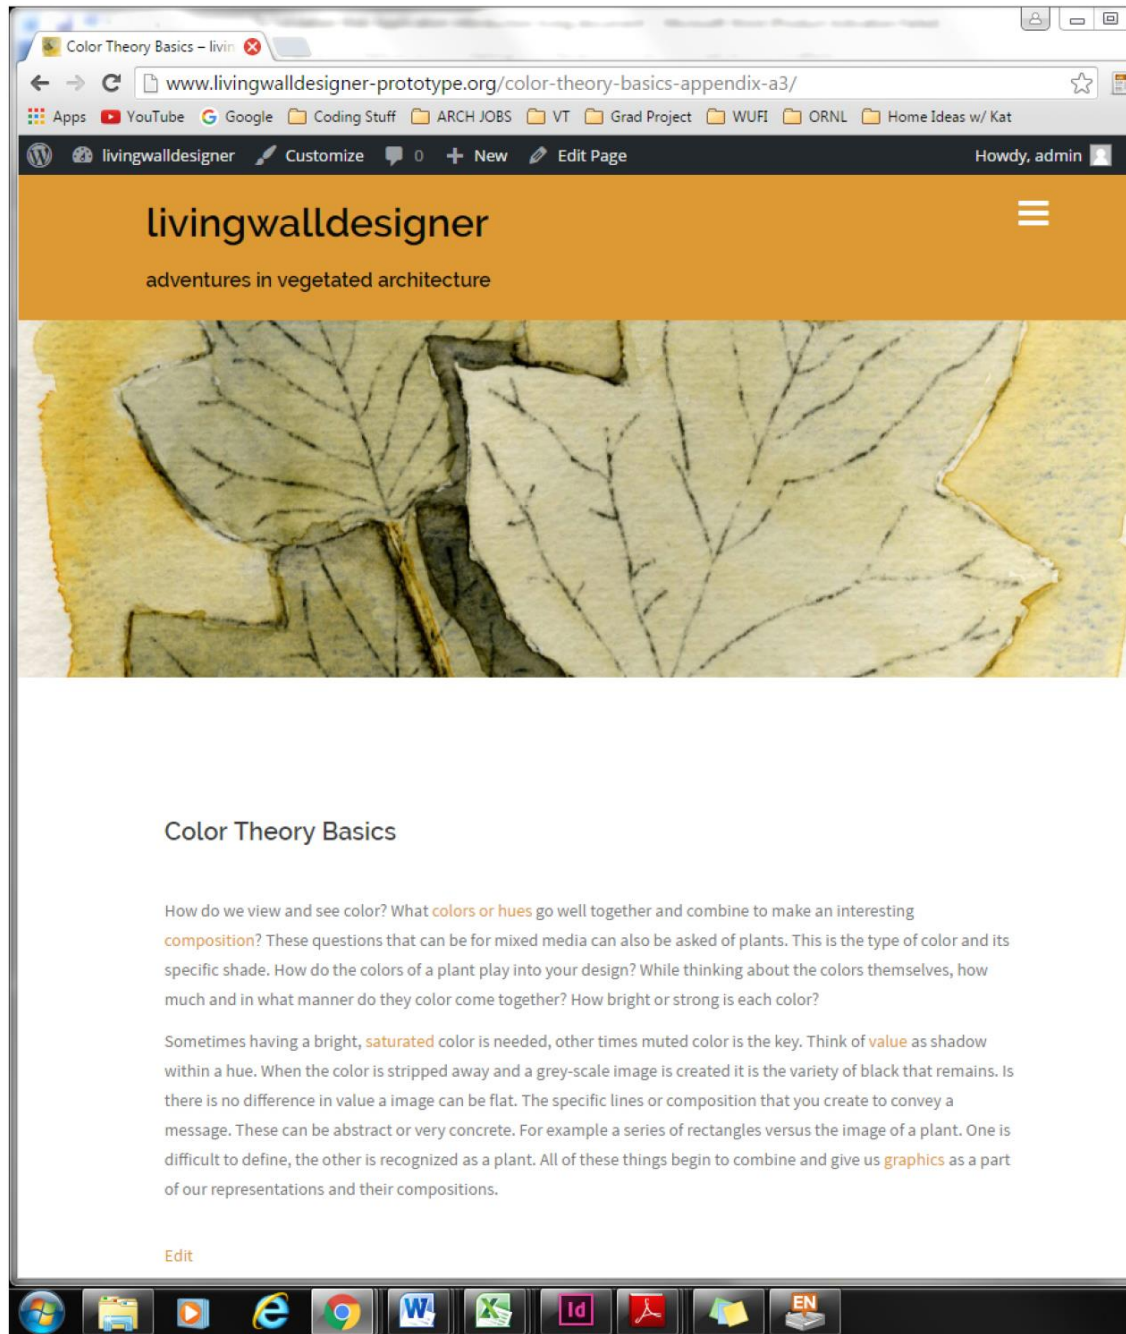 Color Theory Basics – livin
www.livingwalldesigner-prototype.org/color-theory-basics-appendix-a3/
Apps YouTube Google Coding Stuff ARCH JOBS VT Grad Project WUFI ORNL Home Ideas w/ Kat
livingwalldesigner Customize 0 New Edit Page Howdy, admin
livingwalldesigner
adventures in vegetated architecture
Color Theory Basics
How do we view and see color? What colors or hues go well together and combine to make an interesting
composition? These questions that can be for mixed media can also be asked of plants. This is the type of color and its
specific shade. How do the colors of a plant play into your design? While thinking about the colors themselves, how
much and in what manner do they color come together? How bright or strong is each color?
Sometimes having a bright, saturated color is needed, other times muted color is the key. Think of value as shadow
within a hue. When the color is stripped away and a grey-scale image is created it is the variety of black that remains. Is
there is no difference in value a image can be flat. The specific lines or composition that you create to convey a
message. These can be abstract or very concrete. For example a series of rectangles versus the image of a plant. One is
difficult to define, the other is recognized as a plant. All of these things begin to combine and give us graphics as a part
of our representations and their compositions.
Edit
Id EN